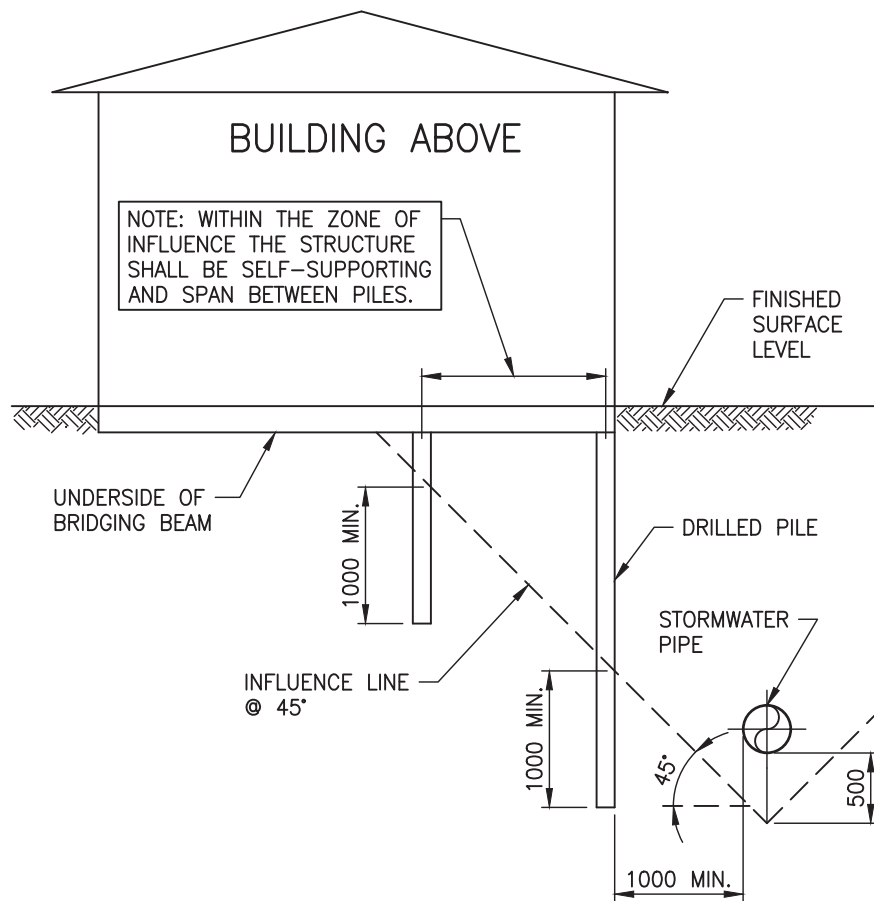 BUILDING ABOVE
NOTE: WITHIN THE ZONE OF
INFLUENCE THE STRUCTURE
SHALL BE SELF-SUPPORTING
AND SPAN BETWEEN PILES.
FINISHED
SURFACE
LEVEL
UNDERSIDE OF
BRIDGING BEAM
1000 MIN.
DRILLED PILE
STORMWATER
PIPE
INFLUENCE LINE
@ 45°
1000 MIN.
45°
500
1000 MIN.